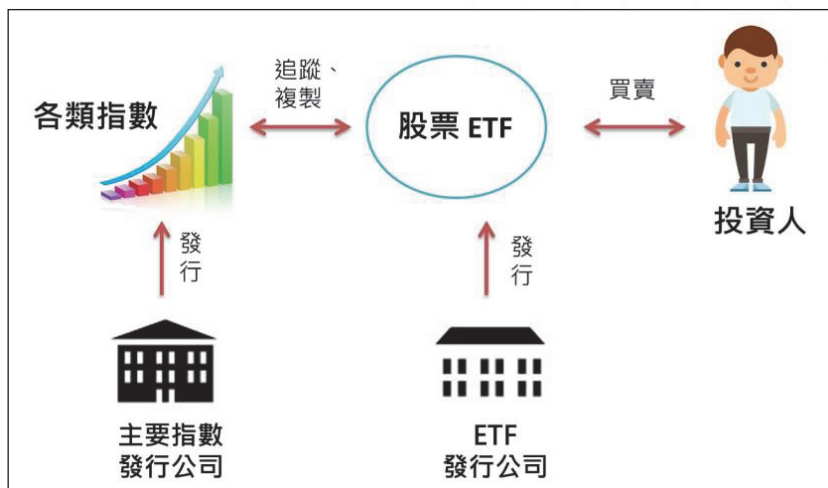 追蹤、
複製
買賣
各類指數
股票 ETF
投資人
發
行
發
行
主要指數
發行公司
ETF
發行公司